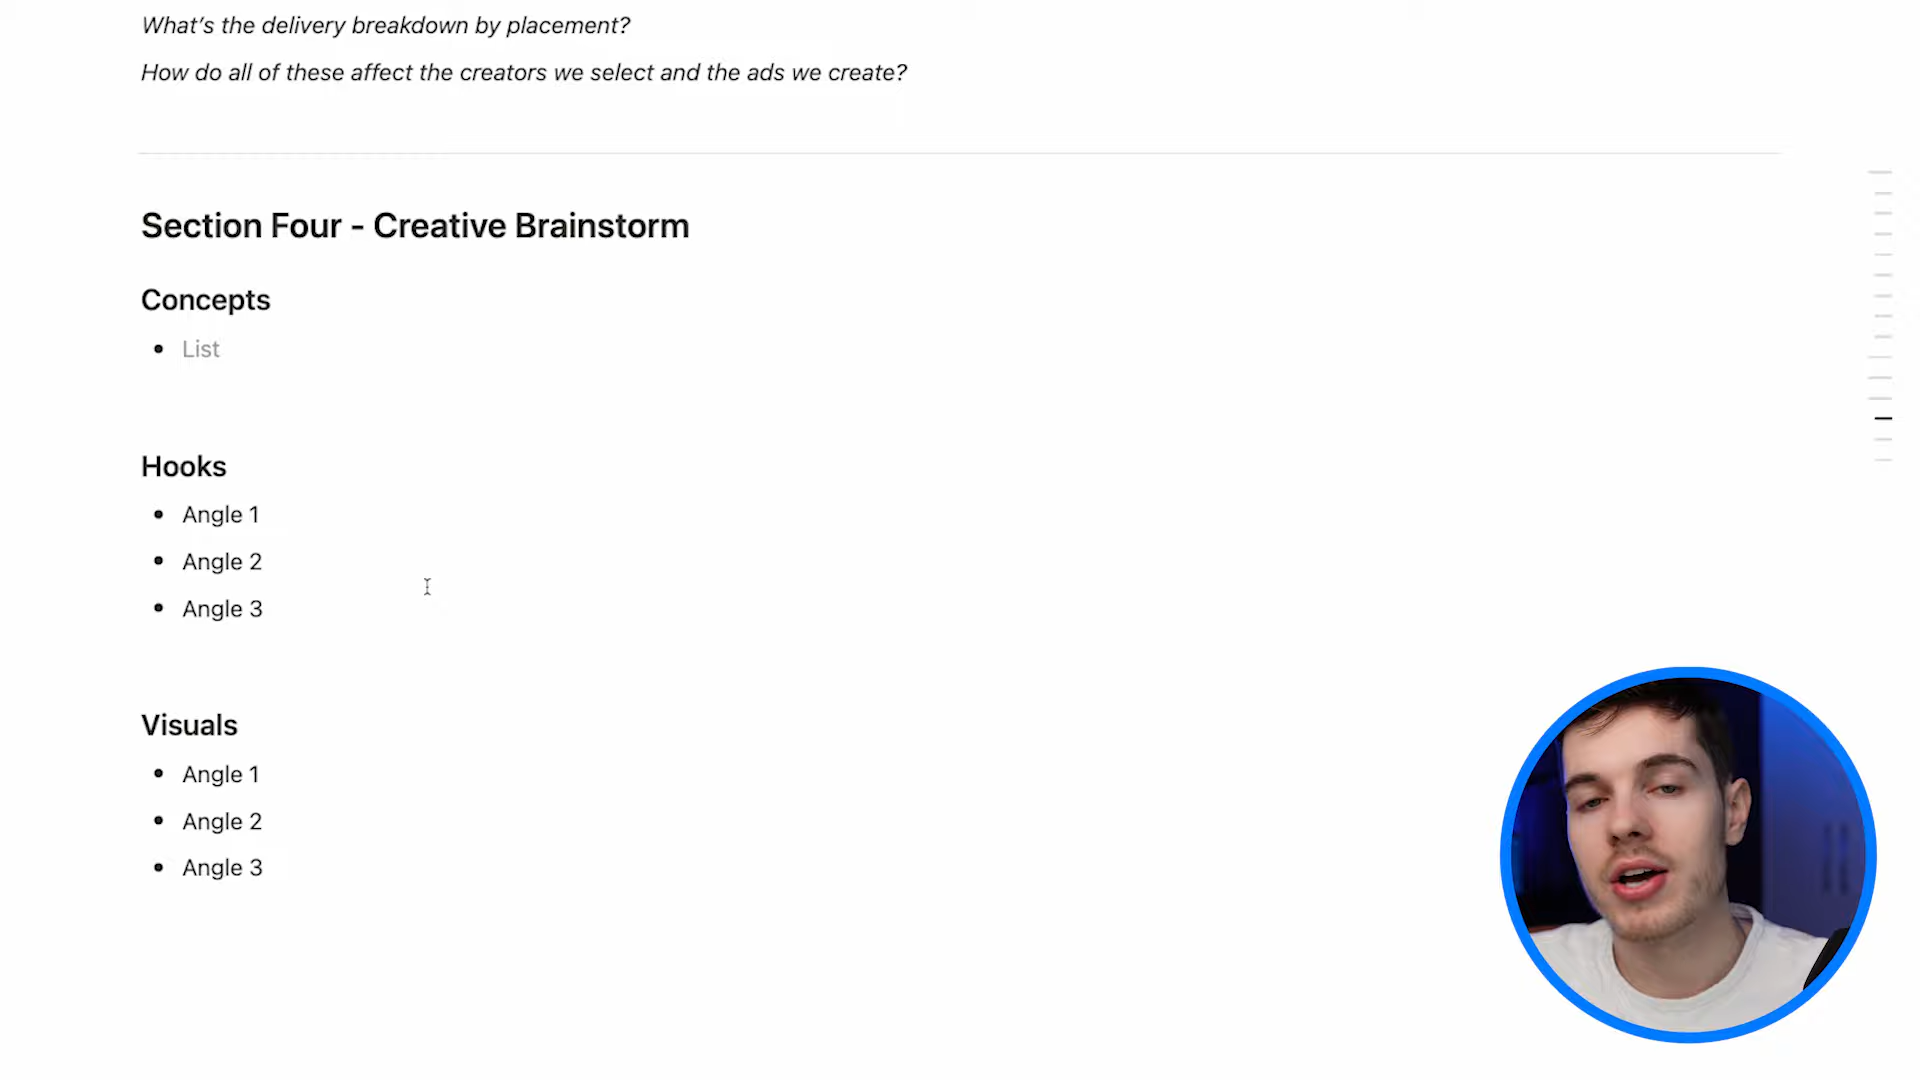 What's the delivery breakdown by placement?
How do all of these affect the creators we select and the ads we create?
Section Four - Creative Brainstorm
Concepts
• List
Hooks
• Angle 1
• Angle 2
• Angle 3
Visuals
• Angle 1
• Angle 2
• Angle 3